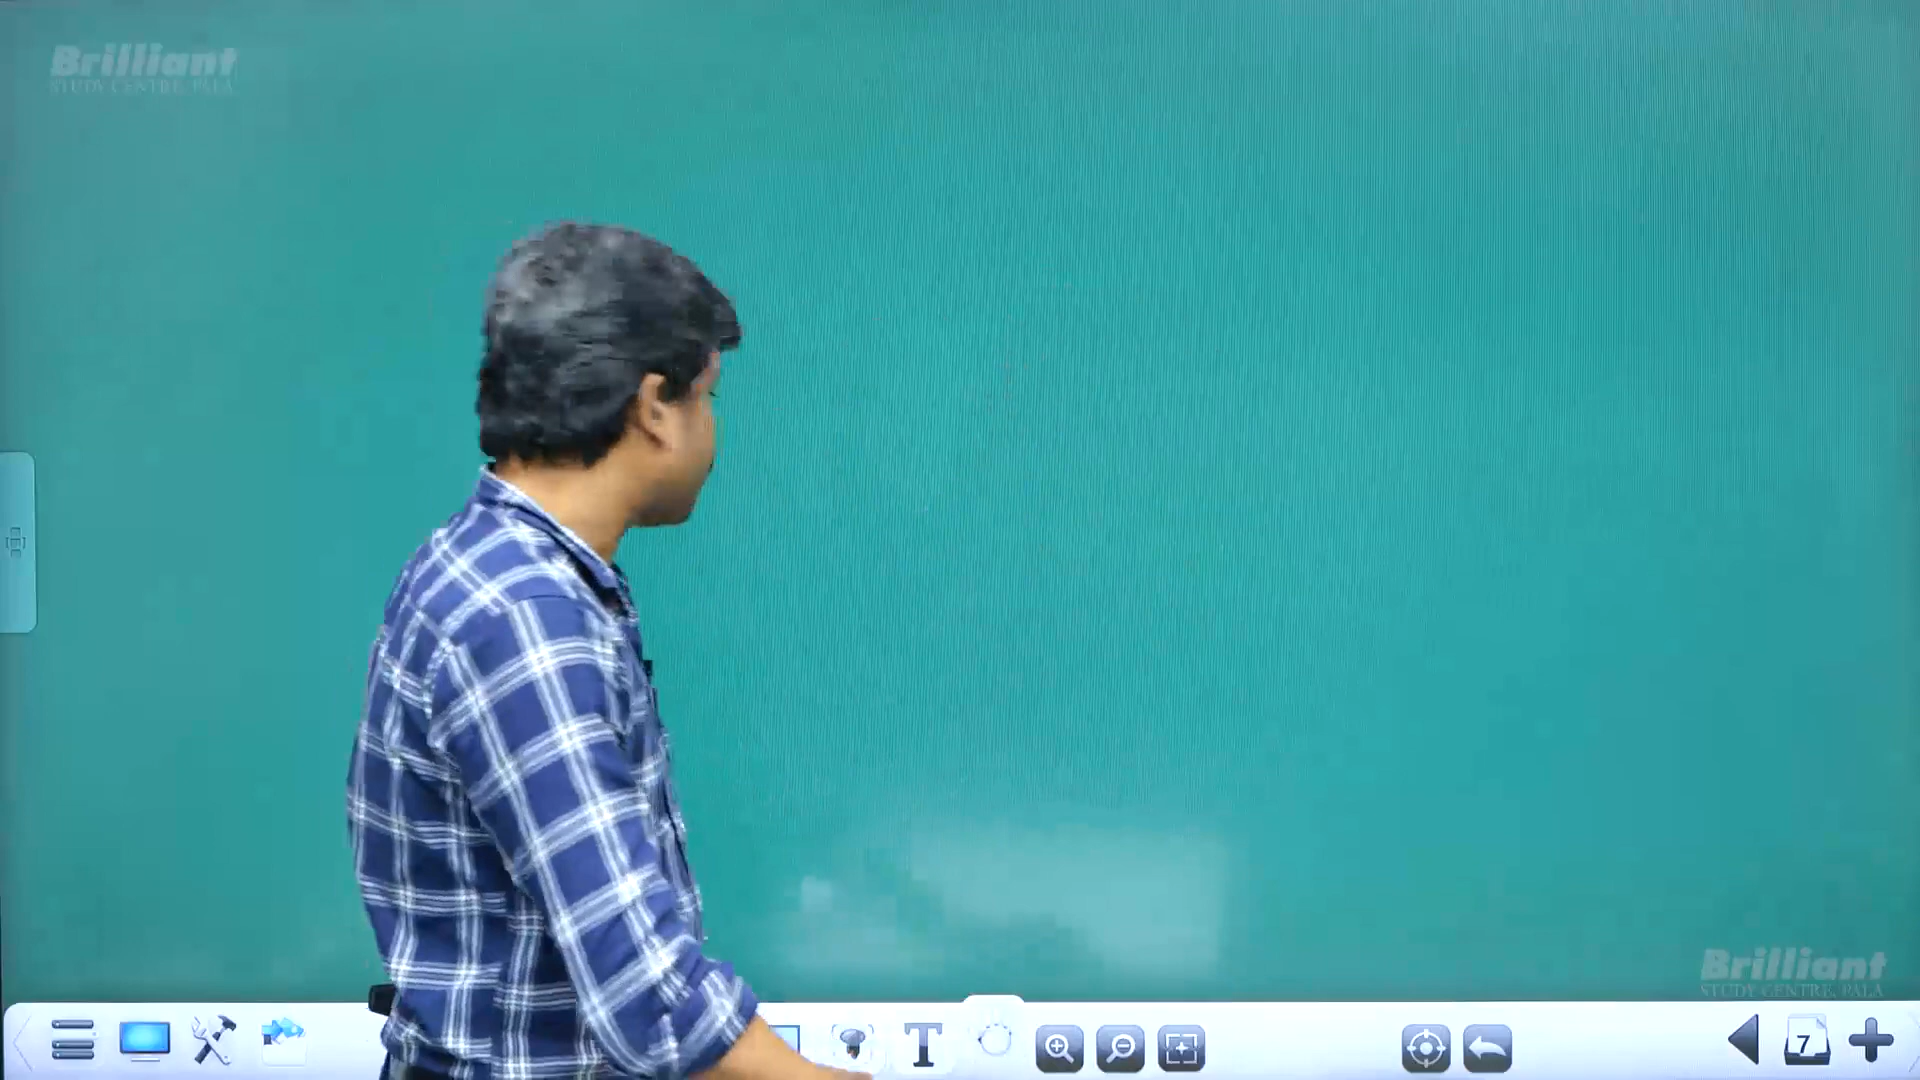 Brilliant
STUDY CENTRE, PALA
Brilliant
STUDY CENTRE, PALA
T
7